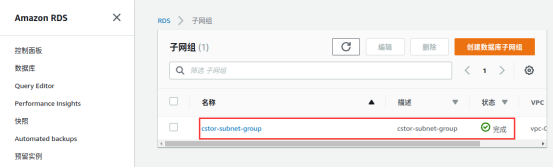 Amazon RDS
控制面板
数据库
Query Editor
Performance Insights
快照
Automated backups
预留实例
RDS > 子网组
子网组 (1)
编辑
删除
创建数据库子网组
筛选 子网组
1
名称
描述
状态
VPC
cstor-subnet-group
cstor-subnet-group
完成